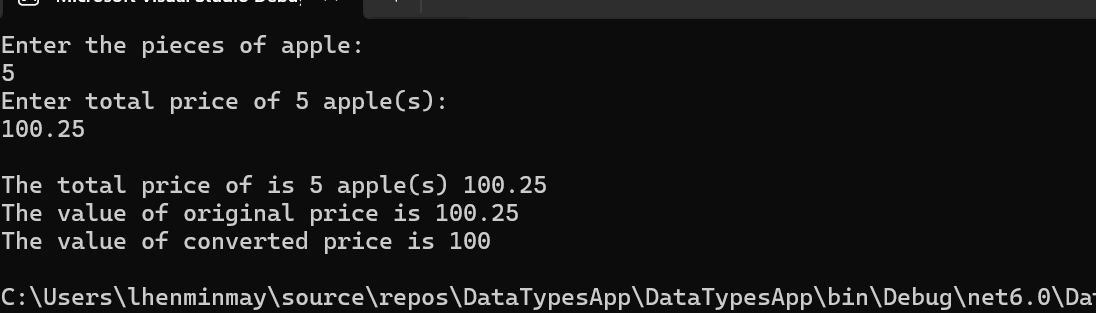 Microsoft Visual Studio Debu
Enter the pieces of apple:
5
Enter total price of 5 apple(s):
100.25
The total price of is 5 apple(s) 100.25
The value of original price is 100.25
The value of converted price is 100
C:\Users\lhenminmay\source\repos\DataTypesApp\DataTypesApp\bin\Debug\net6.0\Da